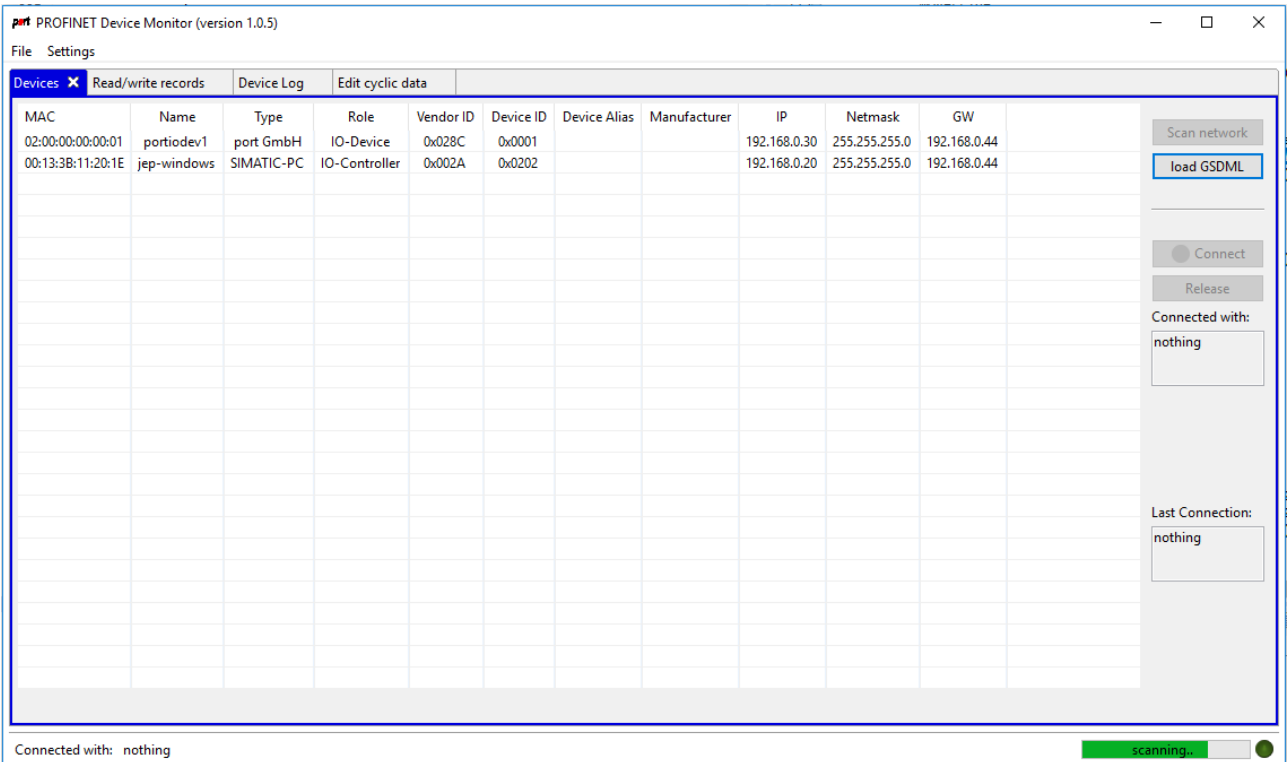 port PROFINET Device Monitor (version 1.0.5)
File Settings
Devices Read/write records Device Log Edit cyclic data
MAC Name Type Role Vendor ID Device ID Device Alias Manufacturer IP Netmask GW
02:00:00:00:00:01 portiodev1 port GmbH IO-Device 0x028C 0x0001 192.168.0.30 255.255.255.0 192.168.0.44
00:13:3B:11:20:1E jep-windows SIMATIC-PC IO-Controller 0x002A 0x0202 192.168.0.20 255.255.255.0 192.168.0.44
Scan network
load GSDML
Connect
Release
Connected with:
nothing
Last Connection:
nothing
Connected with: nothing scanning..